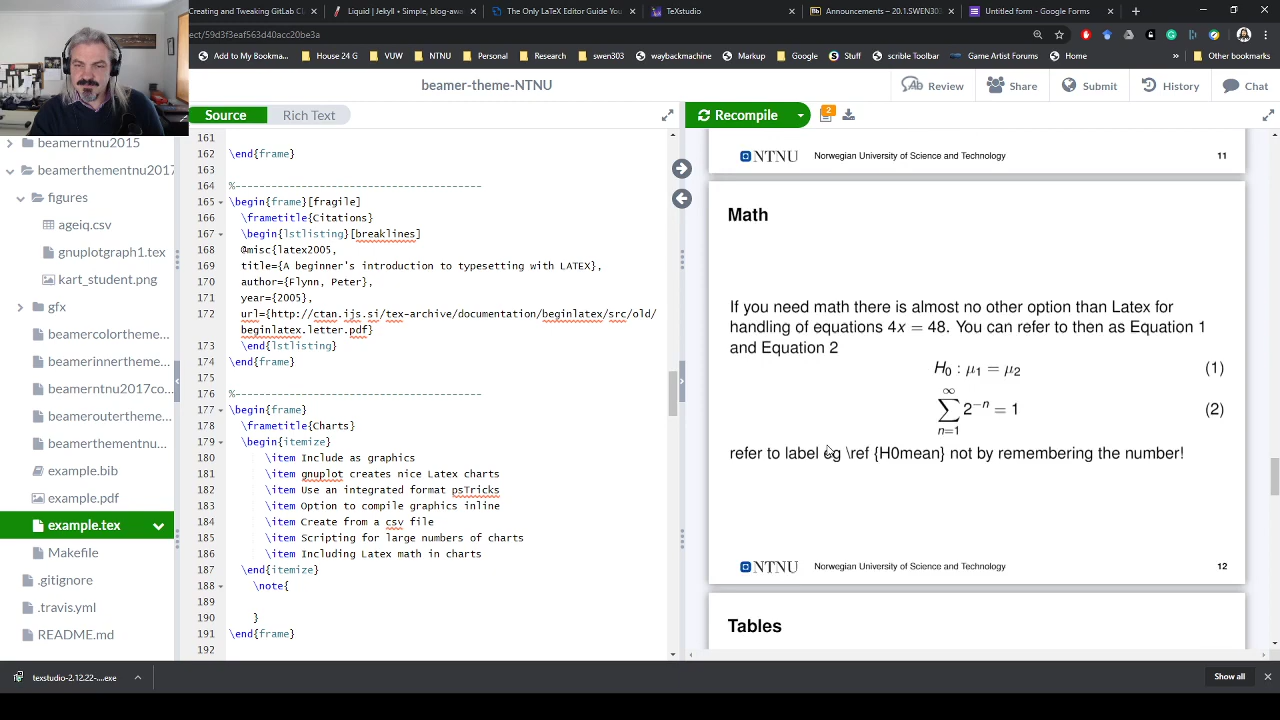 Creating and Tweaking GitLab C
Liquid | Jekyll • Simple, blog-
The Only LaTeX Editor Guide You
TeXstudio
Announcements – 20.1.SWEN30
Untitled form - Google Forms
ect/59d3f3eaf563d40acc20be3a
Add to My Bookmar...
House 24 G
VUW
NTNU
Personal
Research
swen303
waybackmachine
Markup
Google
Stuff
scrible Toolbar
Game Artist Forums
Home
Other bookmarks
beamer-theme-NTNU
Review
Share
Submit
History
Chat
Source
Rich Text
Recompile
2
beamerntnu2015
beamerthementnu2017
figures
ageiq.csv
gnuplotgraph1.tex
kart_student.png
gfx
beamercolortheme...
beamerinnertheme...
beamerntnu2017co...
beameroutertheme...
beamerthementnu...
example.bib
example.pdf
example.tex
Makefile
.gitignore
.travis.yml
README.md
161
162 \end{frame}
163
164 %----------------------------------------
165 \begin{frame}[fragile]
166 \frametitle{Citations}
167 \begin{lstlisting}[breaklines]
168 @misc{latex2005,
169 title={A beginner's introduction to typesetting with LATEX},
170 author={Flynn, Peter},
171 year={2005},
172 url={http://ctan.ijs.si/tex-archive/documentation/beginlatex/src/old/
beginlatex.letter.pdf}
173 \end{lstlisting}
174 \end{frame}
175
176 %----------------------------------------
177 \begin{frame}
178 \frametitle{Charts}
179 \begin{itemize}
180 \item Include as graphics
181 \item gnuplot creates nice Latex charts
182 \item Use an integrated format psTricks
183 \item Option to compile graphics inline
184 \item Create from a csv file
185 \item Scripting for large numbers of charts
186 \item Including Latex math in charts
187 \end{itemize}
188 \note{
189
190 }
191 \end{frame}
192
NTNU Norwegian University of Science and Technology 11
Math
If you need math there is almost no other option than Latex for
handling of equations 4x = 48. You can refer to then as Equation 1
and Equation 2
H₀ : μ₁ = μ₂ (1)
∞
∑ 2⁻ⁿ = 1 (2)
n=1
refer to label eg \ref {H0mean} not by remembering the number!
NTNU Norwegian University of Science and Technology 12
Tables
texstudio-2.12.22-....exe
Show all